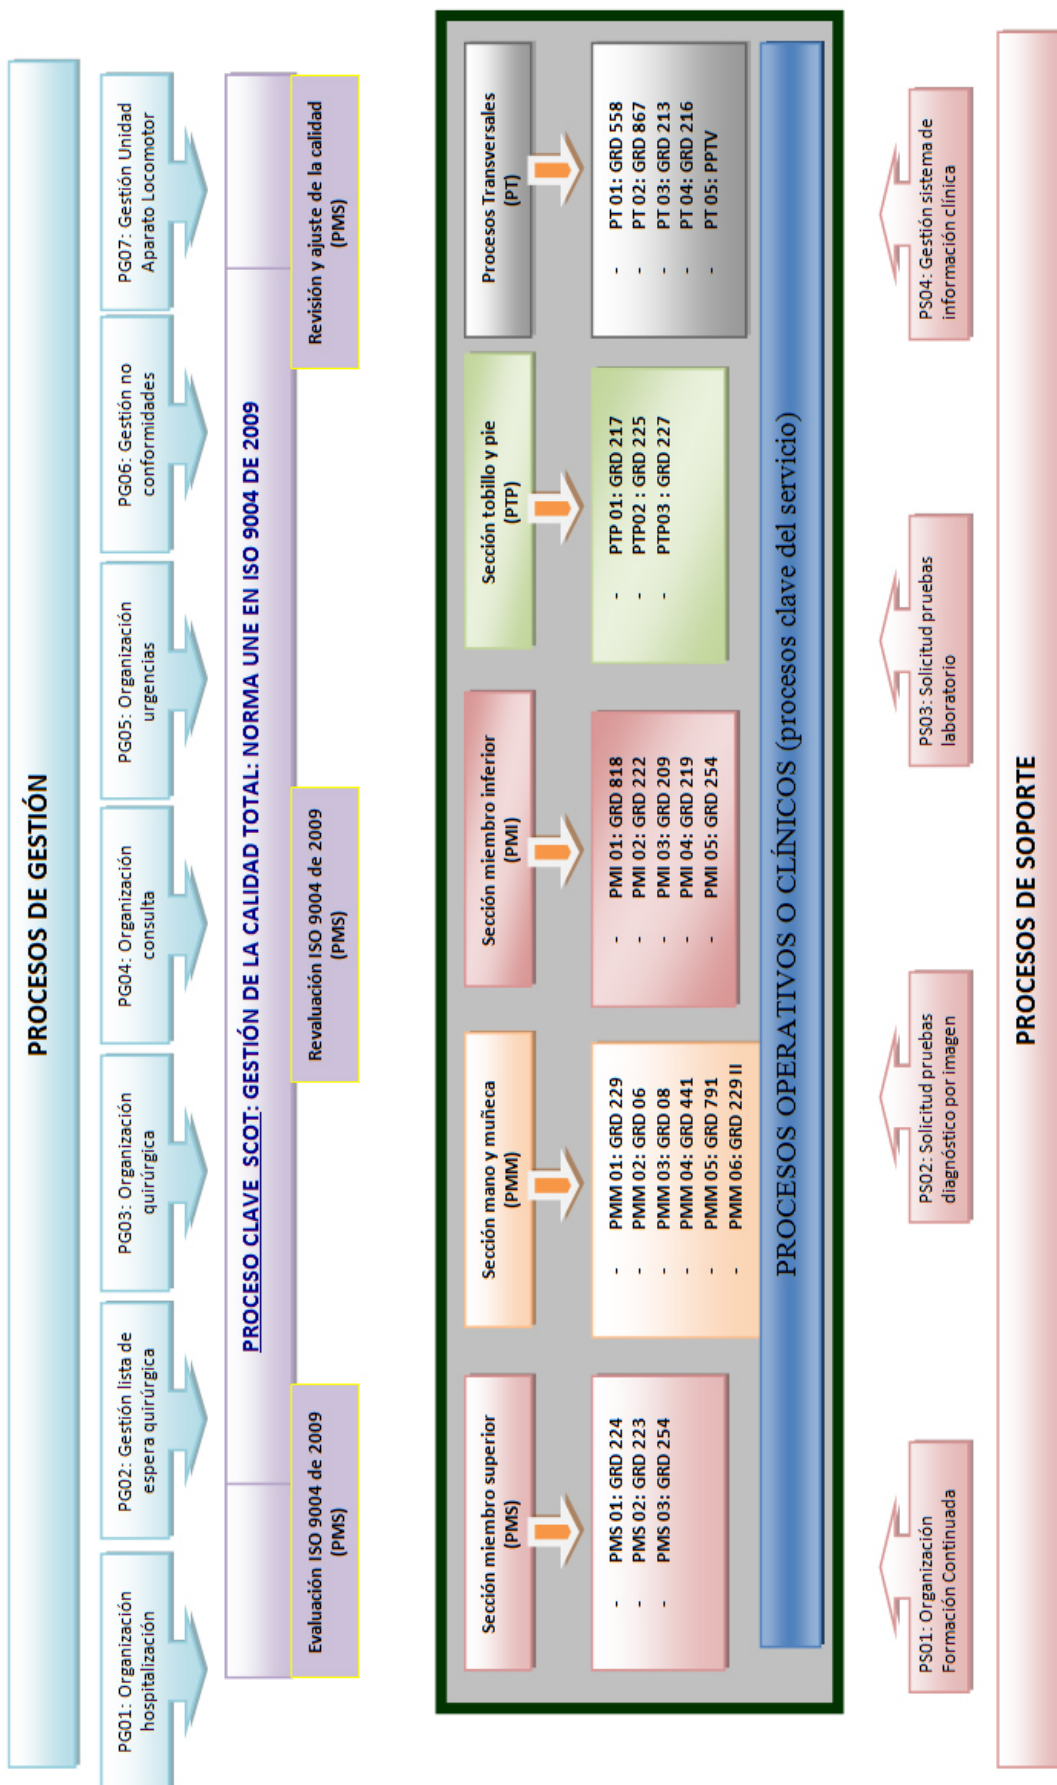 PROCESOS DE GESTIÓN
PG01: Organización
hospitalización
PG02: Gestión lista de
espera quirúrgica
PG03: Organización
quirúrgica
PG04: Organización
consulta
PG05: Organización
urgencias
PG06: Gestión no
conformidades
PG07: Gestión Unidad
Aparato Locomotor
PROCESO CLAVE  SCOT: GESTIÓN DE LA CALIDAD TOTAL: NORMA UNE EN ISO 9004 DE 2009
Evaluación ISO 9004 de 2009
(PMS)
Revaluación ISO 9004 de 2009
(PMS)
Revisión y ajuste de la calidad
(PMS)
Sección miembro superior
(PMS)
- PMS 01: GRD 224
- PMS 02: GRD 223
- PMS 03: GRD 254
Sección mano y muñeca
(PMM)
- PMM 01: GRD 229
- PMM 02: GRD 06
- PMM 03: GRD 08
- PMM 04: GRD 441
- PMM 05: GRD 791
- PMM 06: GRD 229 II
Sección miembro inferior
(PMI)
- PMI 01: GRD 818
- PMI 02: GRD 222
- PMI 03: GRD 209
- PMI 04: GRD 219
- PMI 05: GRD 254
Sección tobillo y pie
(PTP)
- PTP 01: GRD 217
- PTP02 : GRD 225
- PTP03 : GRD 227
Procesos Transversales
(PT)
- PT 01: GRD 558
- PT 02: GRD 867
- PT 03: GRD 213
- PT 04: GRD 216
- PT 05: PPTV
PROCESOS OPERATIVOS O CLÍNICOS (procesos clave del servicio)
PS01: Organización
Formación Continuada
PS02: Solicitud pruebas
diagnóstico por imagen
PS03: Solicitud pruebas
laboratorio
PS04: Gestión sistema de
información clínica
PROCESOS DE SOPORTE